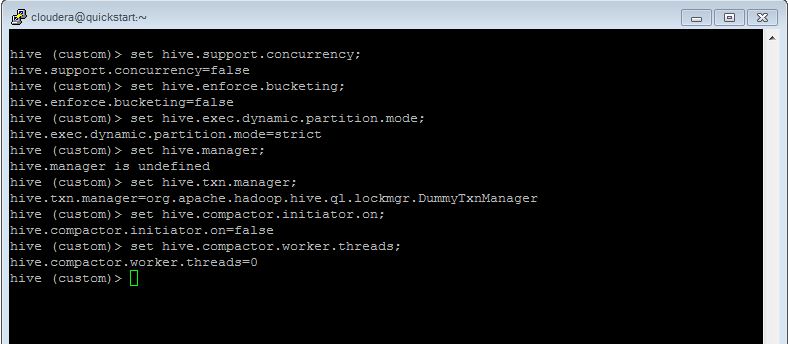 cloudera@quickstart:~
hive (custom)> set hive.support.concurrency;
hive.support.concurrency=false
hive (custom)> set hive.enforce.bucketing;
hive.enforce.bucketing=false
hive (custom)> set hive.exec.dynamic.partition.mode;
hive.exec.dynamic.partition.mode=strict
hive (custom)> set hive.manager;
hive.manager is undefined
hive (custom)> set hive.txn.manager;
hive.txn.manager=org.apache.hadoop.hive.ql.lockmgr.DummyTxnManager
hive (custom)> set hive.compactor.initiator.on;
hive.compactor.initiator.on=false
hive (custom)> set hive.compactor.worker.threads;
hive.compactor.worker.threads=0
hive (custom)>